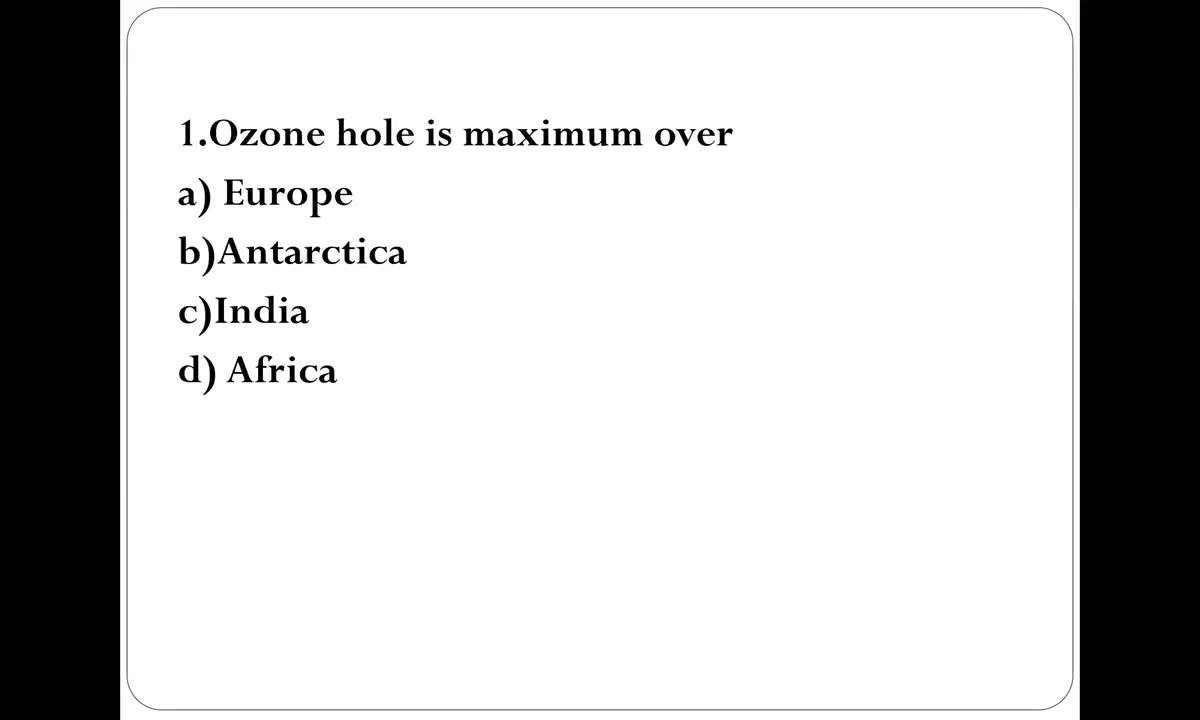 1.Ozone hole is maximum over
a) Europe
b)Antarctica
c)India
d) Africa